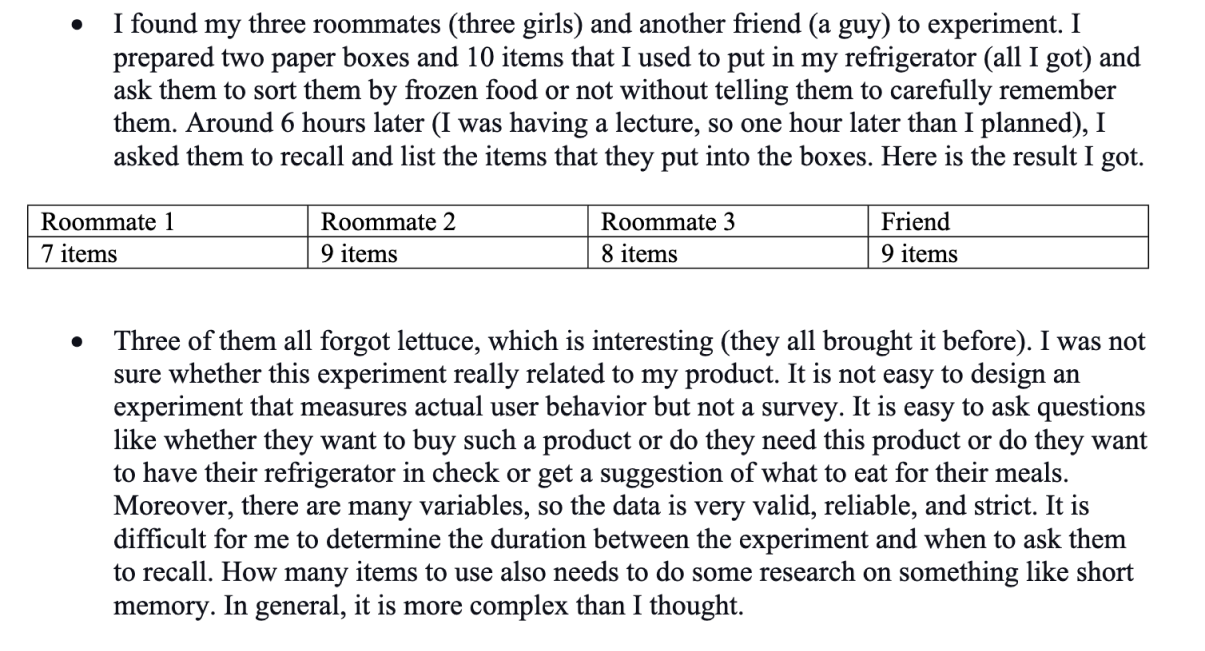 • I found my three roommates (three girls) and another friend (a guy) to experiment. I
prepared two paper boxes and 10 items that I used to put in my refrigerator (all I got) and
ask them to sort them by frozen food or not without telling them to carefully remember
them. Around 6 hours later (I was having a lecture, so one hour later than I planned), I
asked them to recall and list the items that they put into the boxes. Here is the result I got.
Roommate 1 Roommate 2 Roommate 3 Friend
7 items 9 items 8 items 9 items
• Three of them all forgot lettuce, which is interesting (they all brought it before). I was not
sure whether this experiment really related to my product. It is not easy to design an
experiment that measures actual user behavior but not a survey. It is easy to ask questions
like whether they want to buy such a product or do they need this product or do they want
to have their refrigerator in check or get a suggestion of what to eat for their meals.
Moreover, there are many variables, so the data is very valid, reliable, and strict. It is
difficult for me to determine the duration between the experiment and when to ask them
to recall. How many items to use also needs to do some research on something like short
memory. In general, it is more complex than I thought.